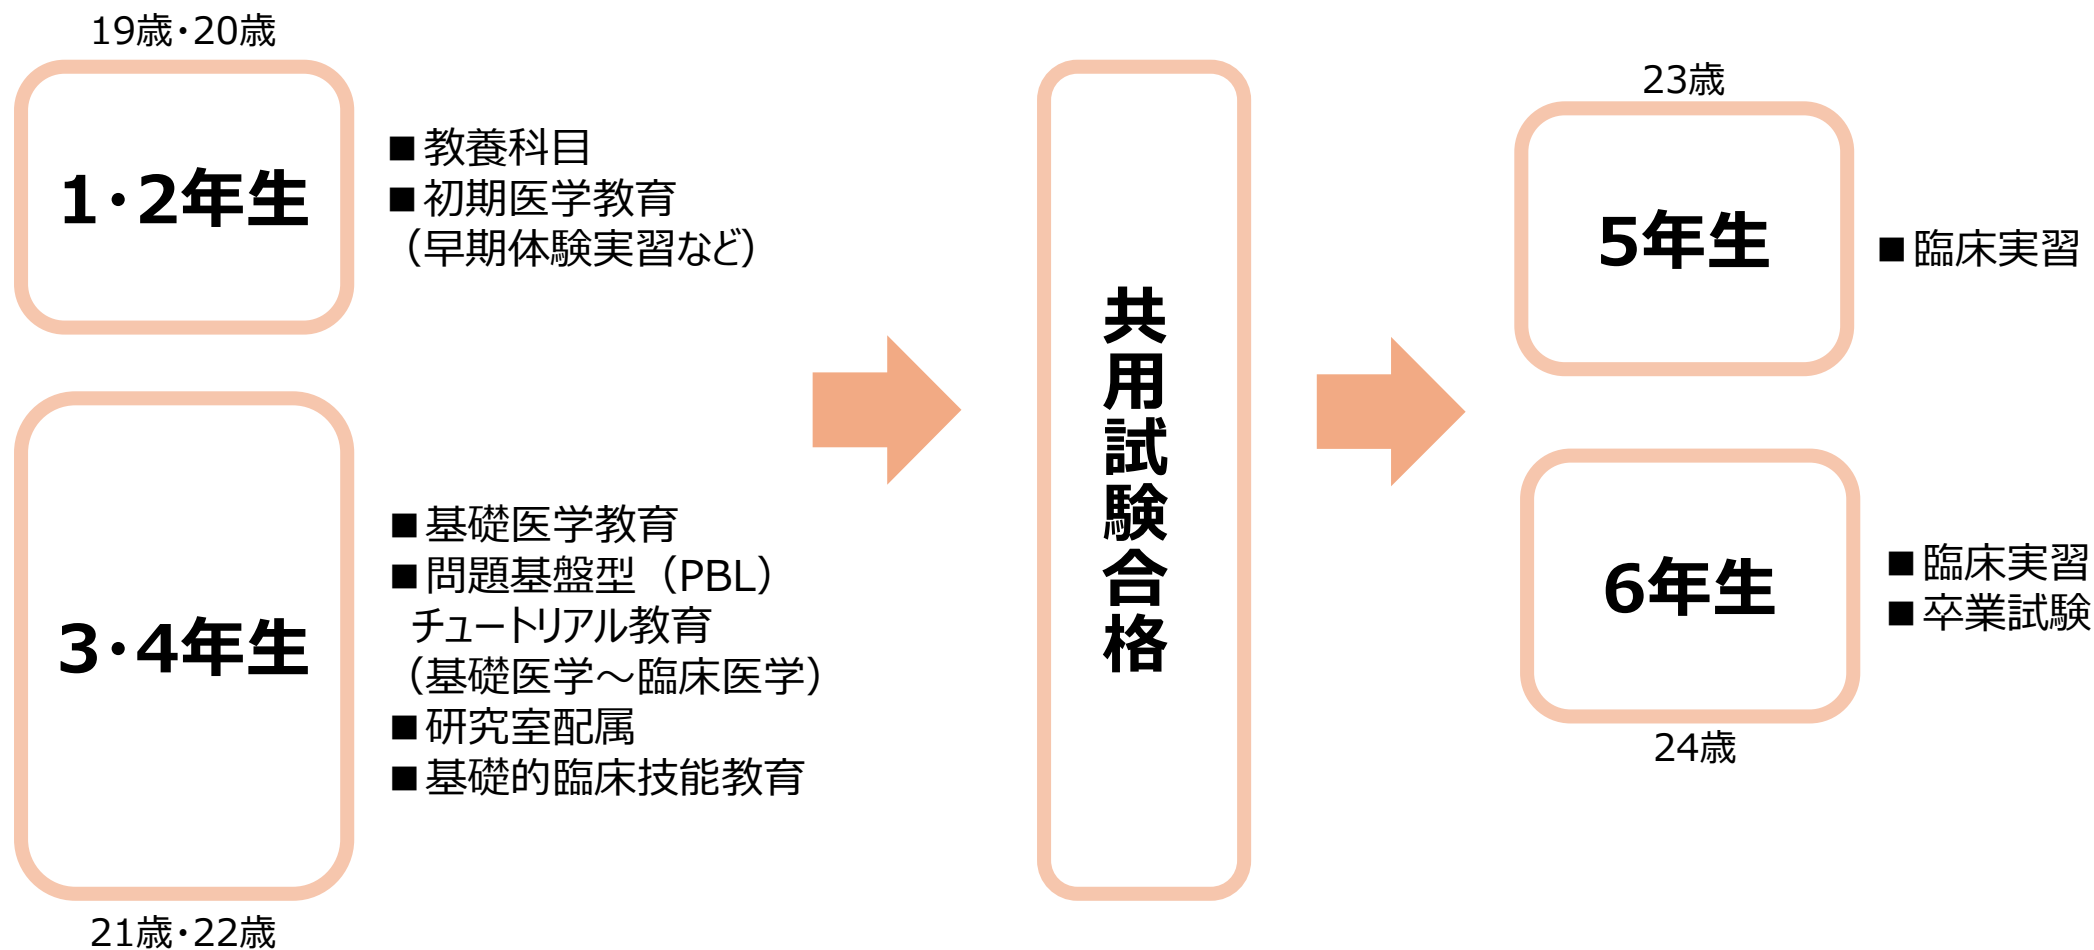 19歳・20歳
1・2年生
■教養科目
■初期医学教育
（早期体験実習など）
3・4年生
21歳・22歳
■基礎医学教育
■問題基盤型（PBL）
チュートリアル教育
（基礎医学～臨床医学）
■研究室配属
■基礎的臨床技能教育
共用試験合格
23歳
5年生
■臨床実習
6年生
24歳
■臨床実習
■卒業試験